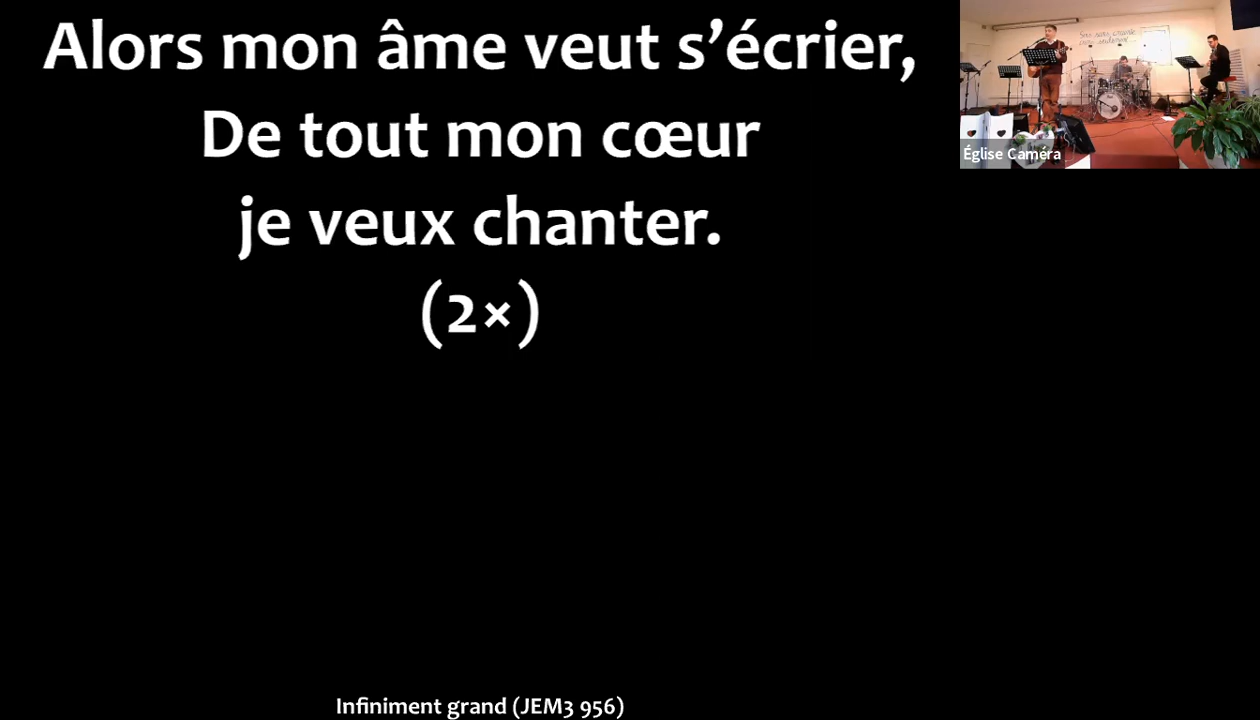 Alors mon âme veut s’écrier,
De tout mon cœur
je veux chanter.
(2×)
Église Caméra
Infiniment grand (JEM3 956)